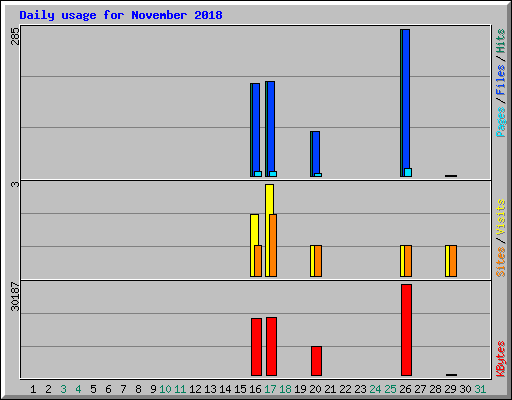 Daily usage for November 2018
285
Pages / Files / Hits
3
Sites / Visits
30187
KBytes
1 2 3 4 5 6 7 8 9 10 11 12 13 14 15 16 17 18 19 20 21 22 23 24 25 26 27 28 29 30 31